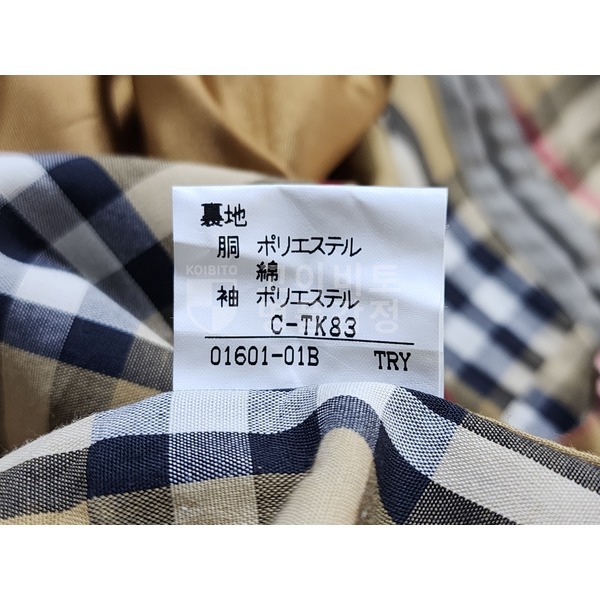 裏地
胴 ポリエステル
綿
袖 ポリエステル
C-TK83
01601-01B TRY
KOIBITO